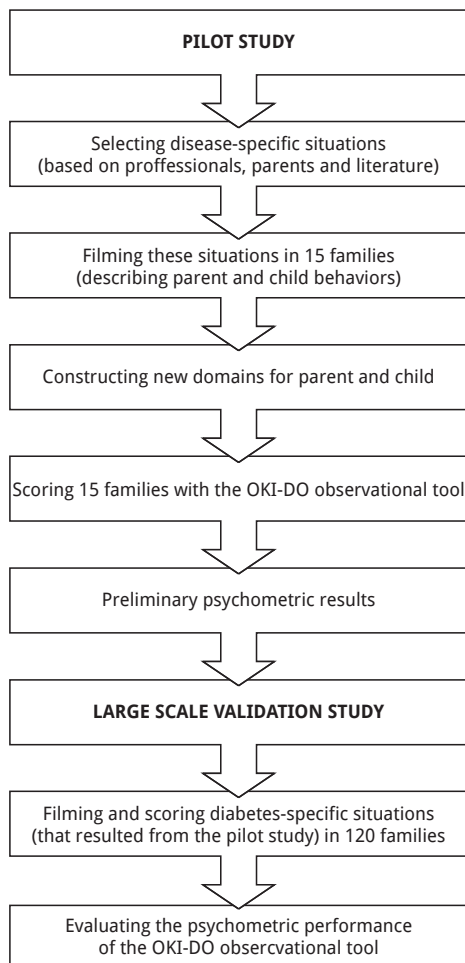 PILOT STUDY
Selecting disease-specific situations
(based on proffessionals, parents and literature)
Filming these situations in 15 families
(describing parent and child behaviors)
Constructing new domains for parent and child
Scoring 15 families with the OKI-DO observational tool
Preliminary psychometric results
LARGE SCALE VALIDATION STUDY
Filming and scoring diabetes-specific situations
(that resulted from the pilot study) in 120 families
Evaluating the psychometric performance
of the OKI-DO obsercvational tool